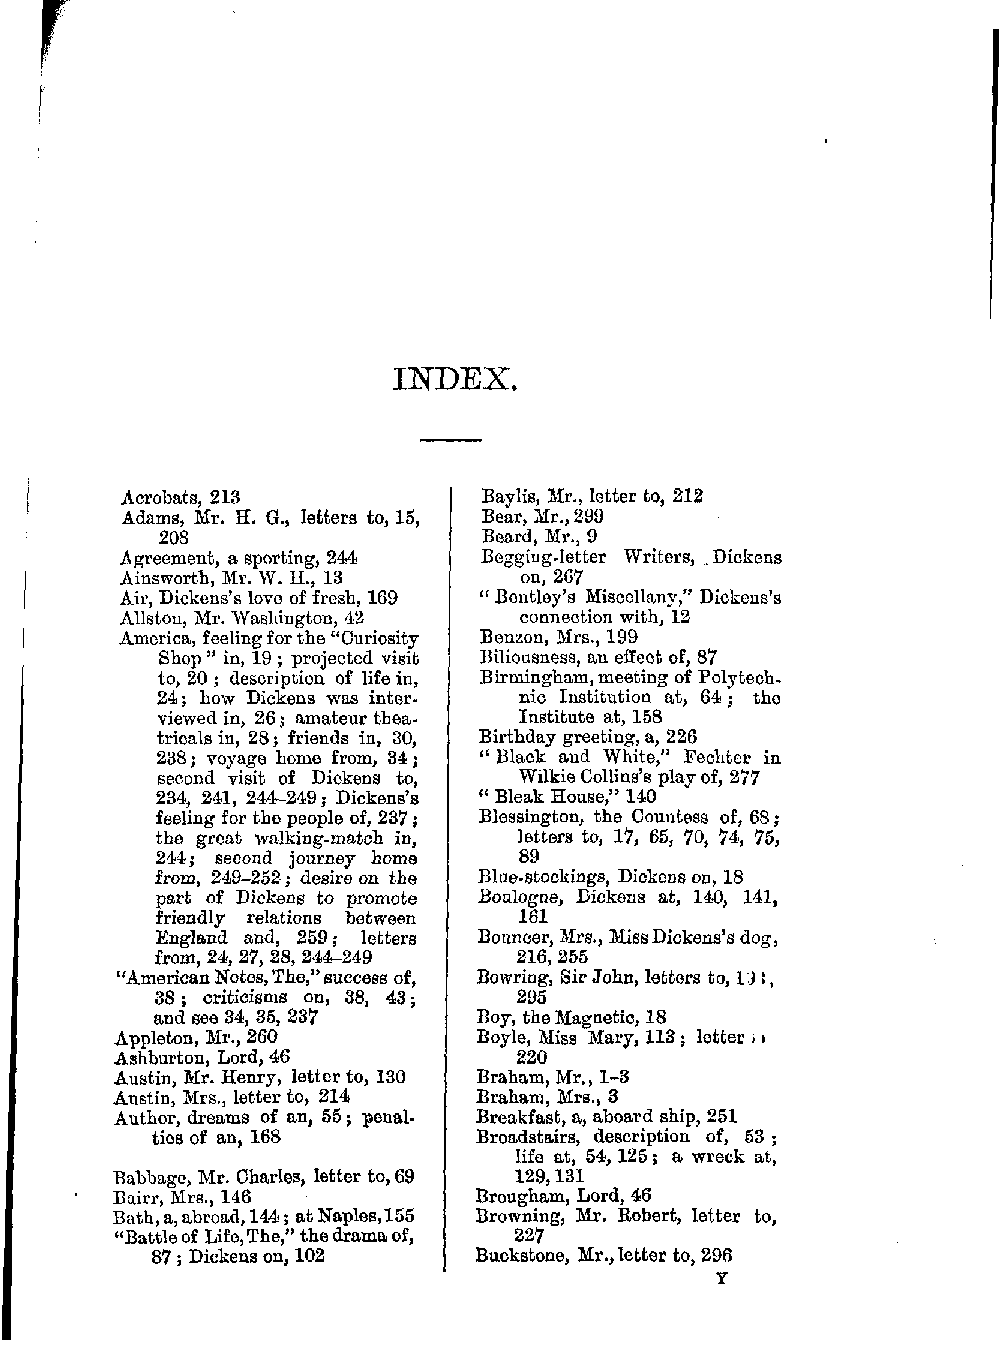 INDEX.
Acrobats, 213
Adams, Mr. H. G., letters to, 15,
208
Agreement, a sporting, 244
Ainsworth, Mr. W. H., 13
Air, Dickens's love of fresh, 169
Allston, Mr. Washington, 42
America, feeling for the "Curiosity
Shop" in, 19; projected visit
to, 20; description of life in,
24; how Dickens was inter-
viewed in, 26; amateur thea-
tricals in, 28; friends in, 30,
238; voyage home from, 34;
second visit of Dickens to,
234, 241, 244–249; Dickens's
feeling for the people of, 237;
the great walking-match in,
244; second journey home
from, 249–252; desire on the
part of Dickens to promote
friendly relations between
England and, 259; letters
from, 24, 27, 28, 244–249
"American Notes, The," success of,
38; criticisms on, 38, 43;
and see 34, 35, 237
Appleton, Mr., 260
Ashburton, Lord, 46
Austin, Mr. Henry, letter to, 130
Austin, Mrs., letter to, 214
Author, dreams of an, 55; penal-
ties of an, 168
Babbage, Mr. Charles, letter to, 69
Bairr, Mrs., 146
Bath, a, abroad, 144; at Naples, 155
"Battle of Life, The," the drama of,
87; Dickens on, 102
Baylis, Mr., letter to, 212
Bear, Mr., 299
Beard, Mr., 9
Begging-letter Writers, Dickens
on, 267
"Bentley's Miscellany," Dickens's
connection with, 12
Benzon, Mrs., 199
Biliousness, an effect of, 87
Birmingham, meeting of Polytech-
nic Institution at, 64; the
Institute at, 158
Birthday greeting, a, 226
"Black and White," Fechter in
Wilkie Collins's play of, 277
"Bleak House," 140
Blessington, the Countess of, 68;
letters to, 17, 65, 70, 74, 75,
89
Blue-stockings, Dickens on, 18
Boulogne, Dickens at, 140, 141,
161
Bouncer, Mrs., Miss Dickens's dog,
216, 255
Bowring, Sir John, letters to,
295
Boy, the Magnetic, 18
Boyle, Miss Mary, 113; letter
220
Braham, Mr., 1–3
Braham, Mrs., 3
Breakfast, a, aboard ship, 251
Broadstairs, description of, 53;
life at, 54, 125; a wreck at,
129, 131
Brougham, Lord, 46
Browning, Mr. Robert, letter to,
227
Buckstone, Mr., letter to, 296
Y